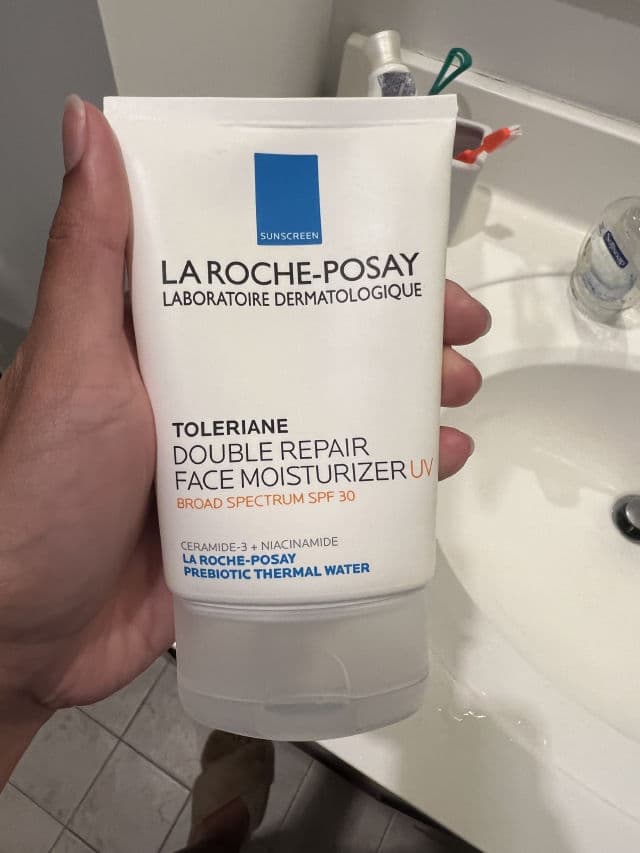 SUNSCREEN
LA ROCHE-POSAY
LABORATOIRE DERMATOLOGIQUE
TOLERIANE
DOUBLE REPAIR
FACE MOISTURIZER UV
BROAD SPECTRUM SPF 30
CERAMIDE-3 + NIACINAMIDE
LA ROCHE-POSAY
PREBIOTIC THERMAL WATER
Softsoap